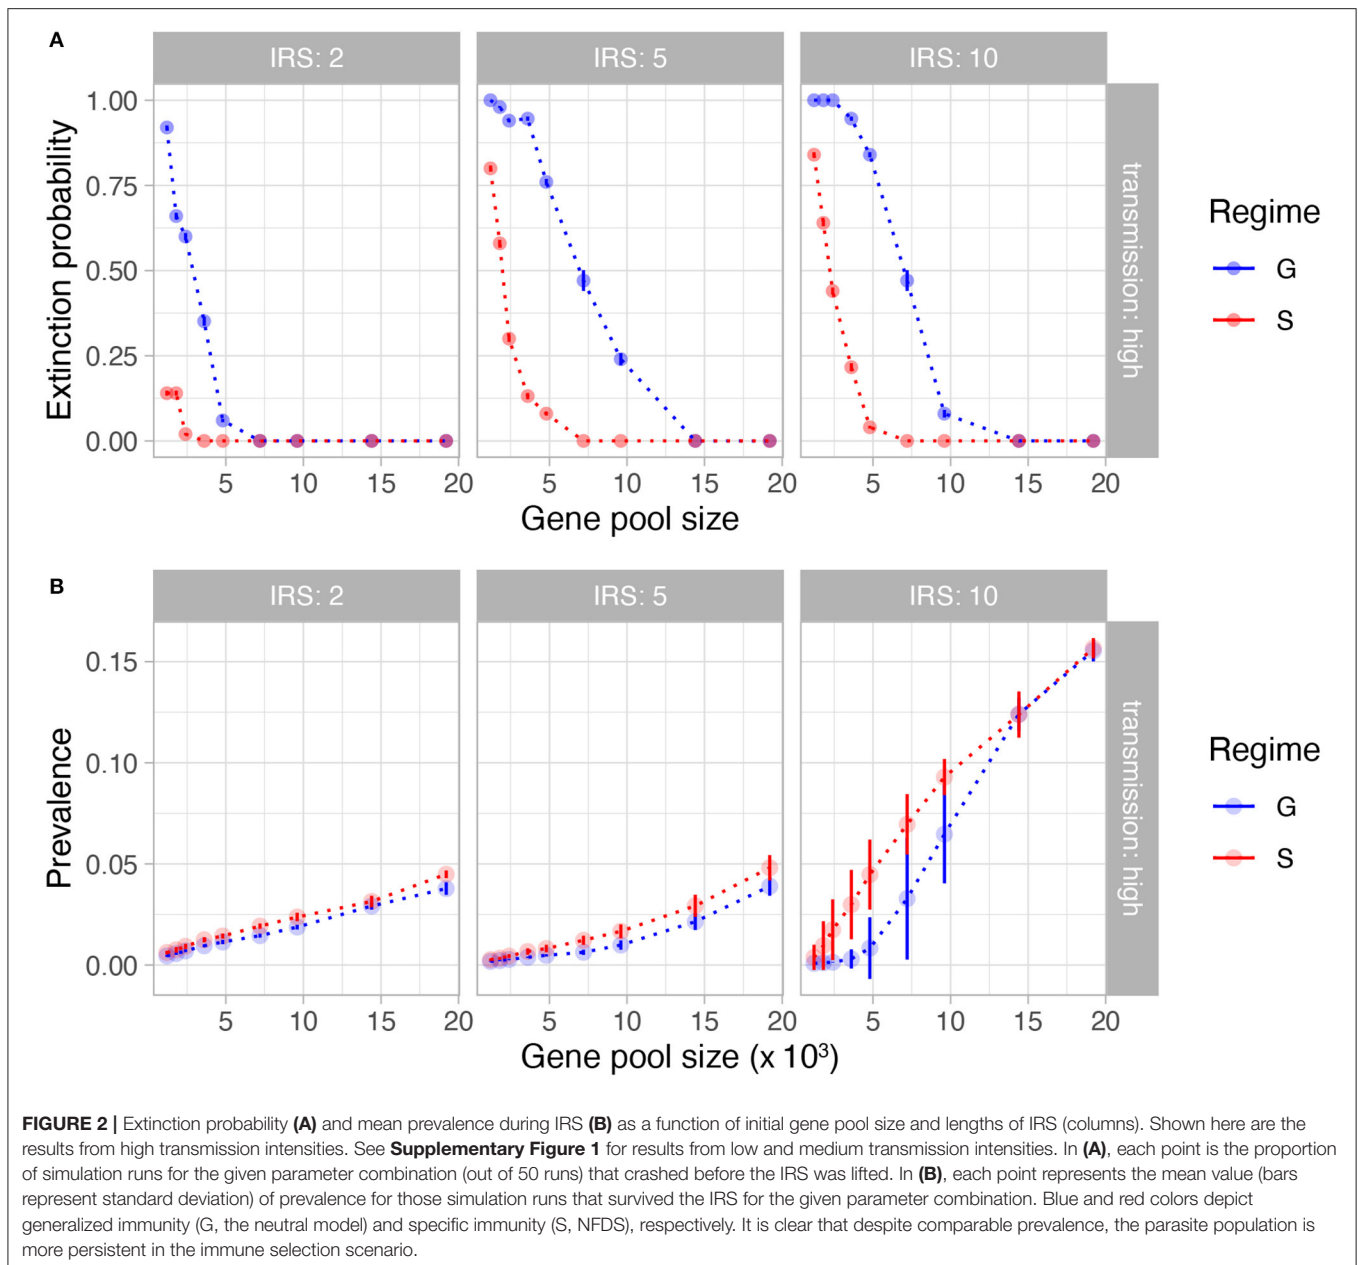 A
IRS: 2
IRS: 5
IRS: 10
1.00
0.75
0.50
0.25
0.00
Extinction probability
transmission: high
5 10 15 20
5 10 15 20
5 10 15 20
Gene pool size
Regime
G
S
B
IRS: 2
IRS: 5
IRS: 10
0.15
0.10
0.05
0.00
Prevalence
transmission: high
5 10 15 20
5 10 15 20
5 10 15 20
Gene pool size (x 10³)
Regime
G
S
FIGURE 2 | Extinction probability (A) and mean prevalence during IRS (B) as a function of initial gene pool size and lengths of IRS (columns). Shown here are the
results from high transmission intensities. See Supplementary Figure 1 for results from low and medium transmission intensities. In (A), each point is the proportion
of simulation runs for the given parameter combination (out of 50 runs) that crashed before the IRS was lifted. In (B), each point represents the mean value (bars
represent standard deviation) of prevalence for those simulation runs that survived the IRS for the given parameter combination. Blue and red colors depict
generalized immunity (G, the neutral model) and specific immunity (S, NFDS), respectively. It is clear that despite comparable prevalence, the parasite population is
more persistent in the immune selection scenario.